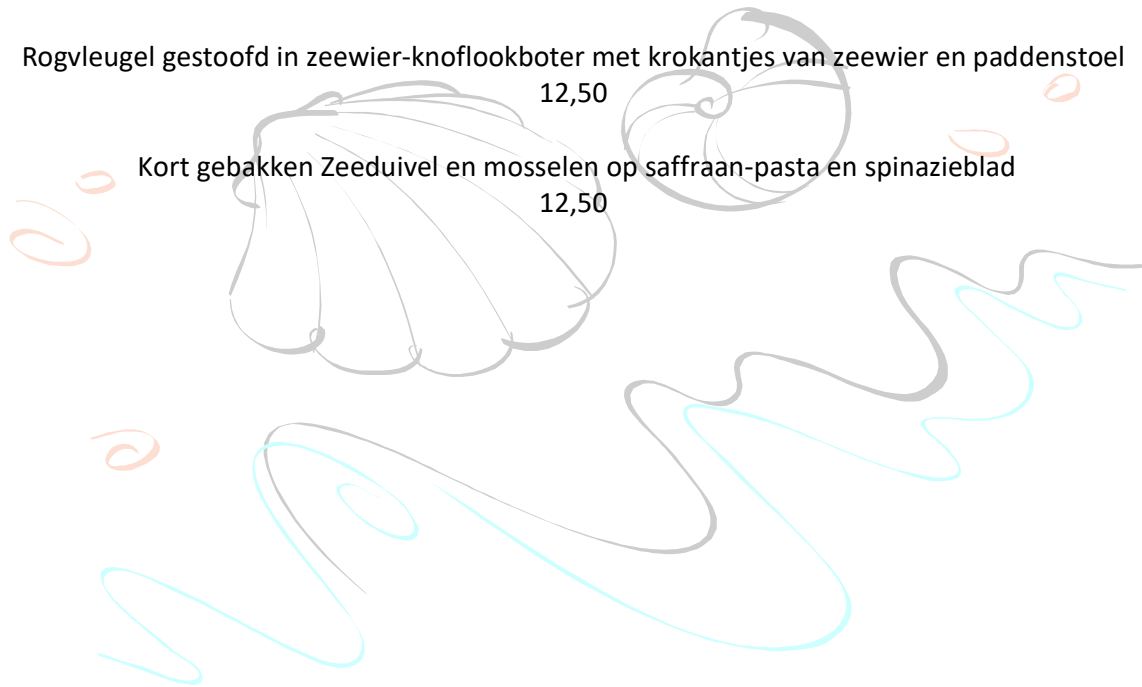 Rogvleugel gestoofd in zeewier-knoflookboter met krokantjes van zeewier en paddenstoel
12,50
Kort gebakken Zeeduivel en mosselen op saffraan-pasta en spinazieblad
12,50